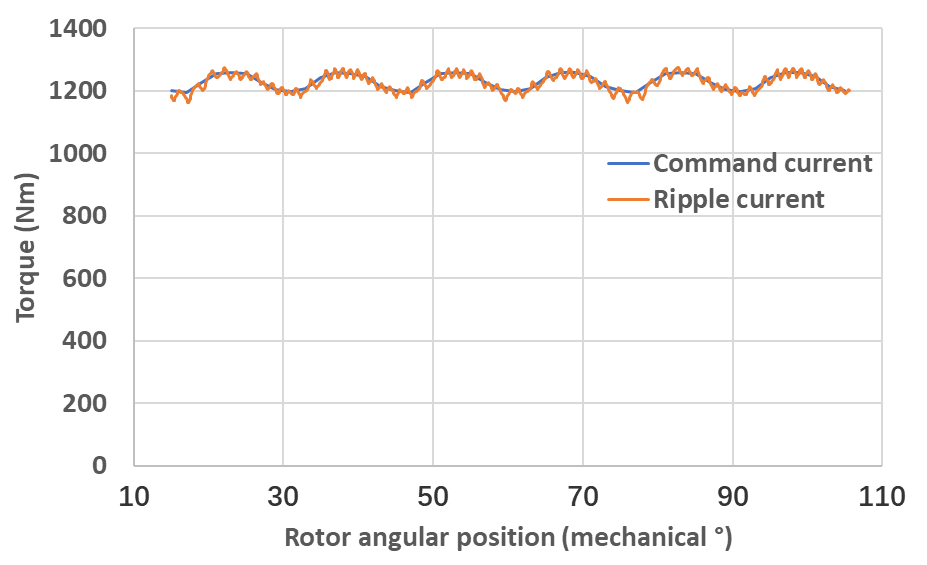 1400
1200
1000
800
600
400
200
0
Torque (Nm)
Command current
Ripple current
10 30 50 70 90 110
Rotor angular position (mechanical °)